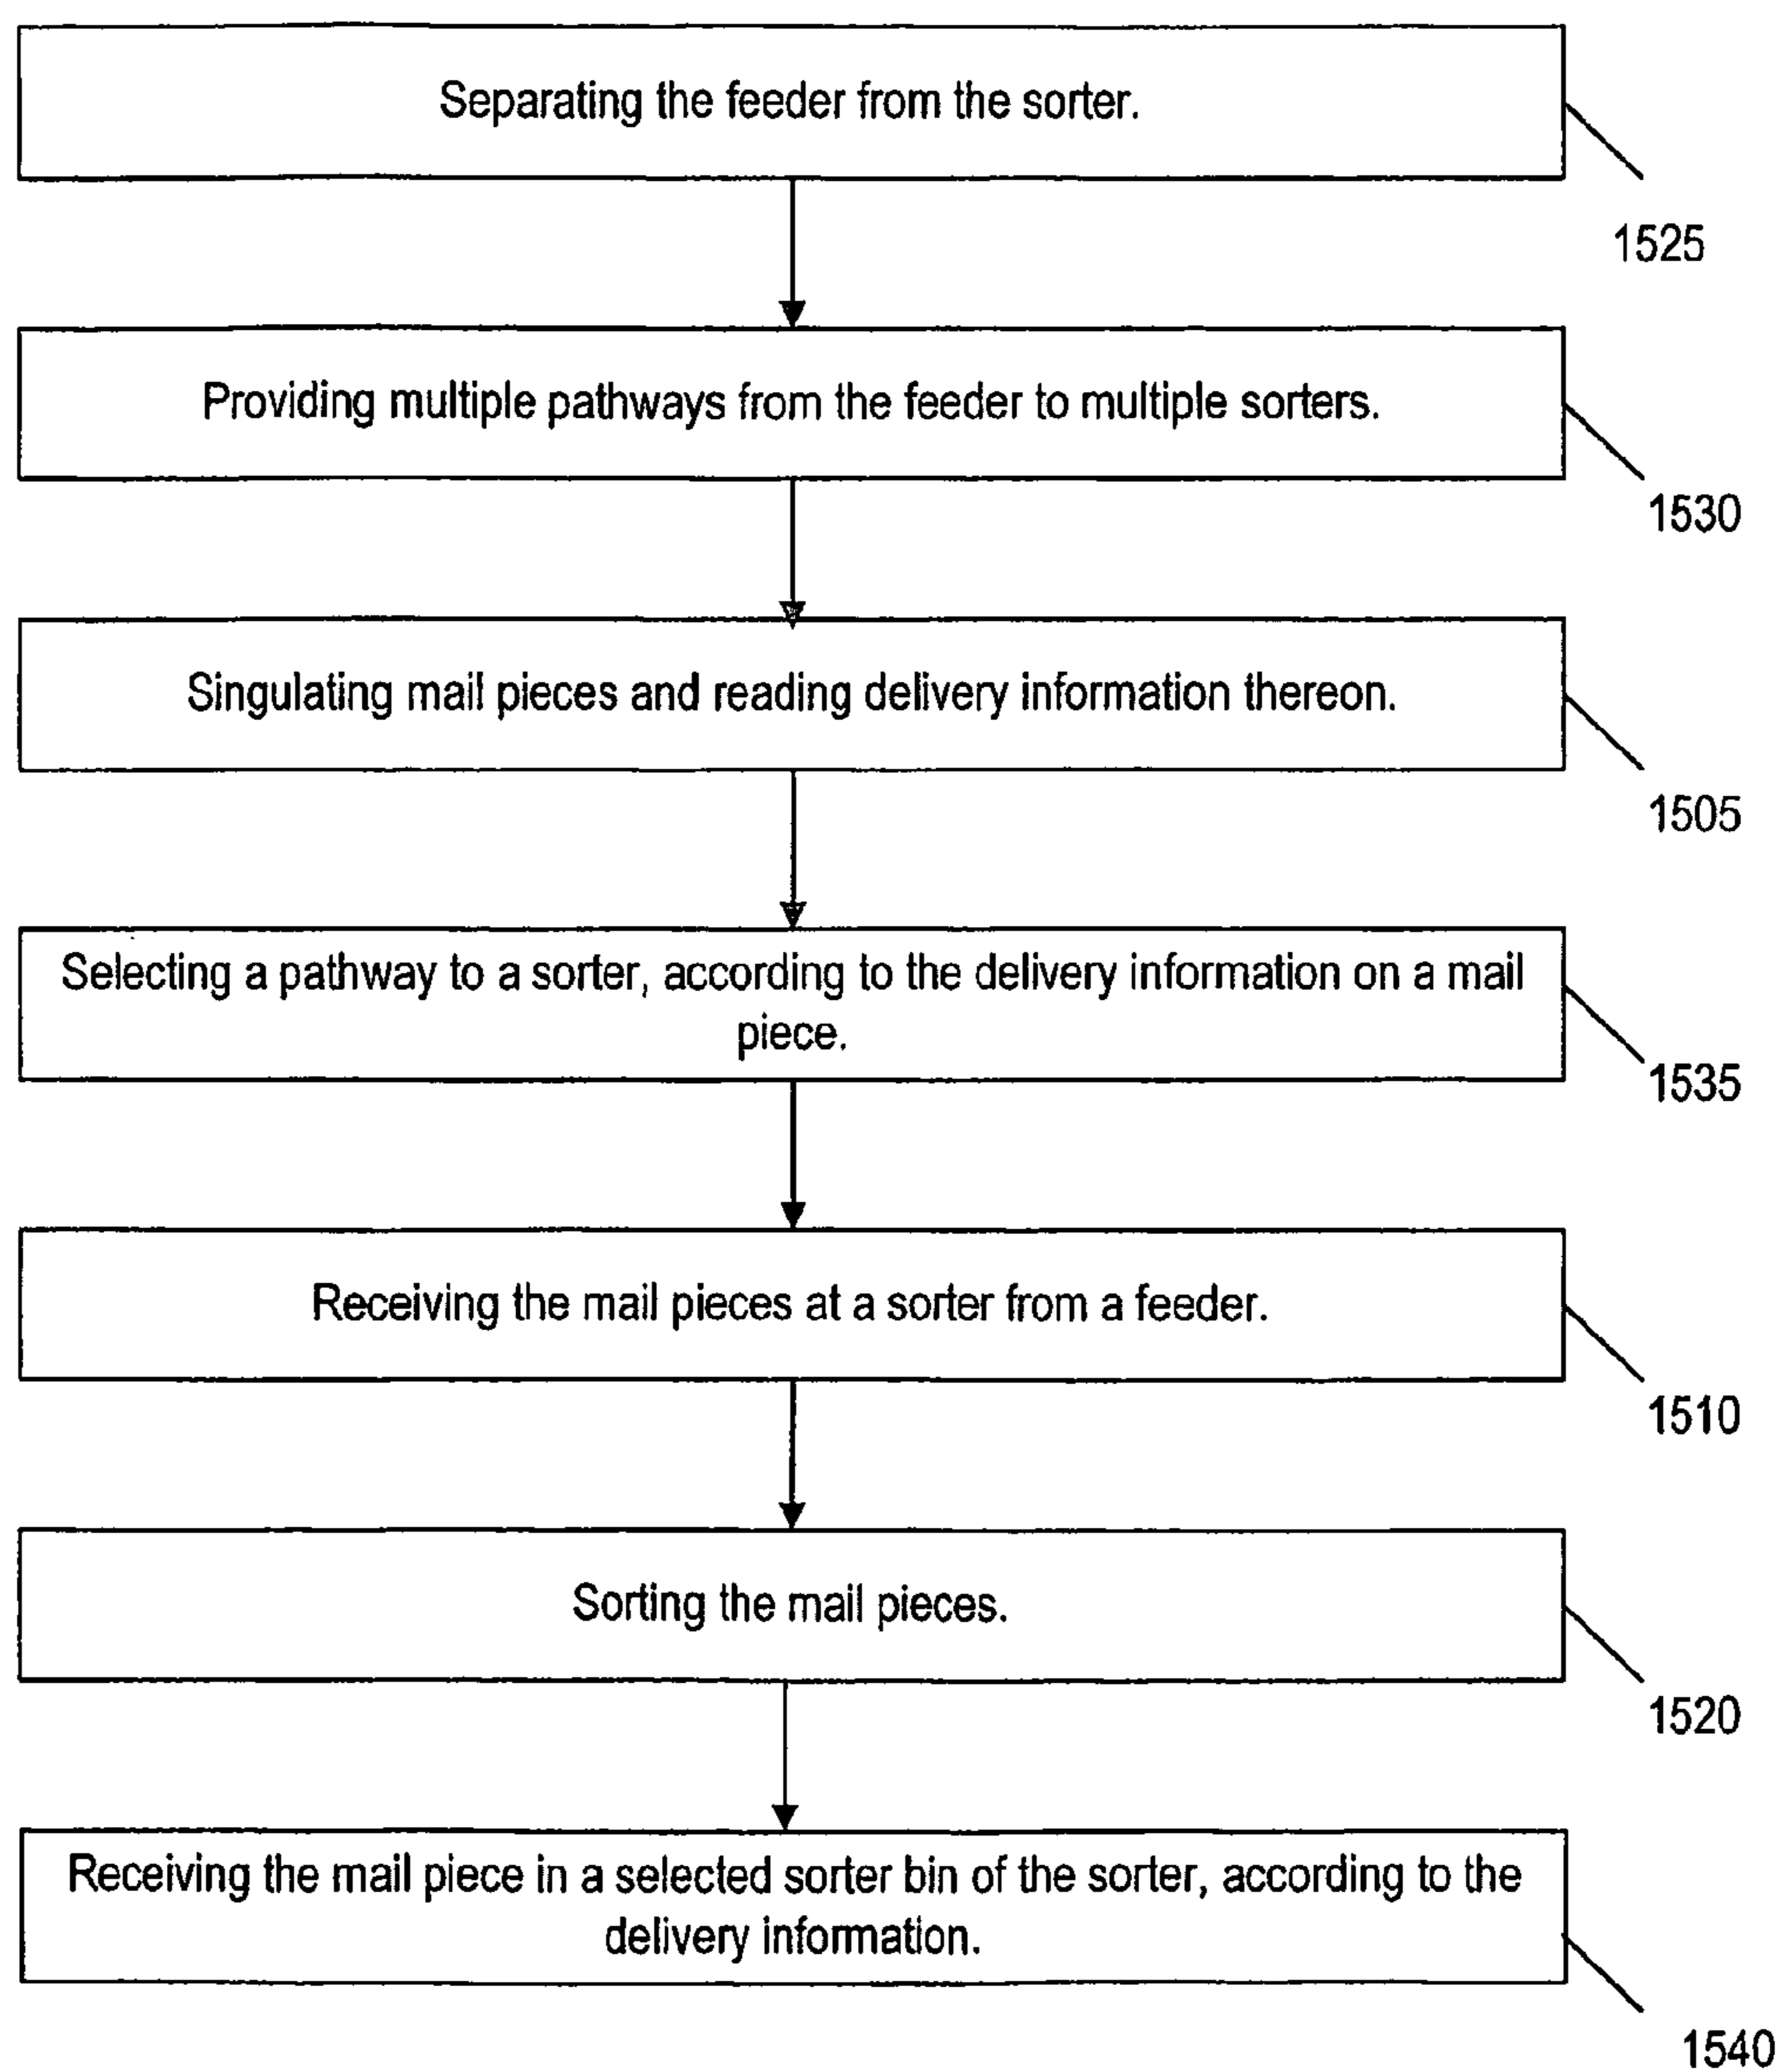 Separating the feeder from the sorter.
1525
Providing multiple pathways from the feeder to multiple sorters.
1530
Singulating mail pieces and reading delivery information thereon.
1505
Selecting a pathway to a sorter, according to the delivery information on a mail
piece.
1535
Receiving the mail pieces at a sorter from a feeder.
1510
Sorting the mail pieces.
1520
Receiving the mail piece in a selected sorter bin of the sorter, according to the
delivery information.
1540